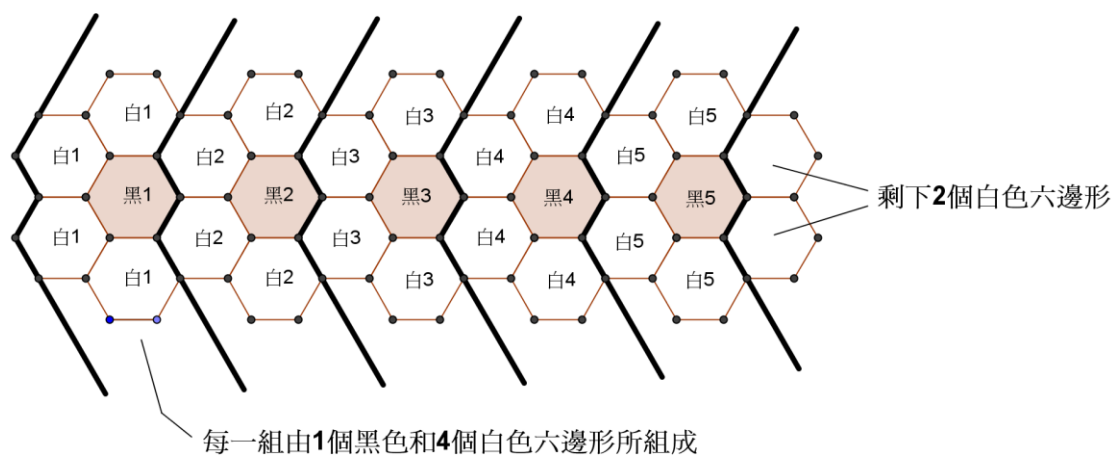 白1 白2 白3 白4 白5
白1 白2 白3 白4 白5
黑1 黑2 黑3 黑4 黑5
剩下2個白色六邊形
白1 白2 白3 白4 白5
白1 白2 白3 白4 白5
每一組由1個黑色和4個白色六邊形所組成